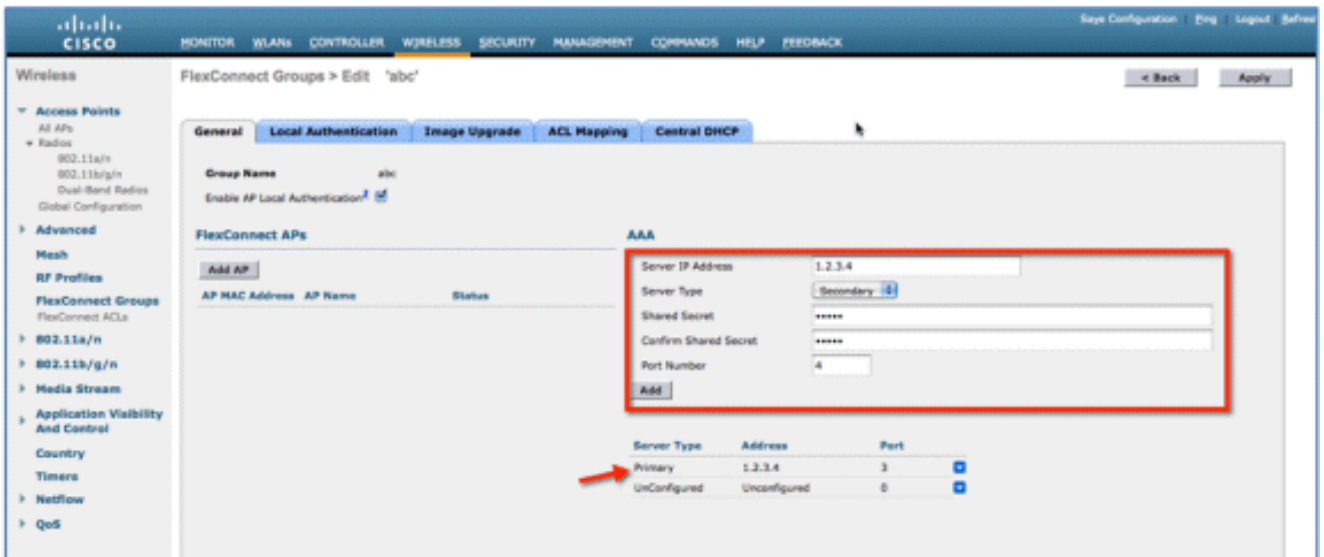 Save Configuration Ping Logout Refres
CISCO MONITOR WLANs CONTROLLER WIRELESS SECURITY MANAGEMENT COMMANDS HELP FEEDBACK
Wireless
Access Points
All APs
Radios
802.11a/n
802.11b/g/n
Dual-Band Radios
Global Configuration
Advanced
Mesh
RF Profiles
FlexConnect Groups
FlexConnect ACLs
802.11a/n
802.11b/g/n
Media Stream
Application Visibility
And Control
Country
Timers
Netflow
QoS
FlexConnect Groups > Edit 'abc'
< Back Apply
General Local Authentication Image Upgrade ACL Mapping Central DHCP
Group Name abc
Enable AP Local Authentication2
FlexConnect APs
Add AP
AP MAC Address AP Name Status
AAA
Server IP Address 1.2.3.4
Server Type Secondary
Shared Secret •••••
Confirm Shared Secret •••••
Port Number 4
Add
Server Type Address Port
Primary 1.2.3.4 3
UnConfigured Unconfigured 0